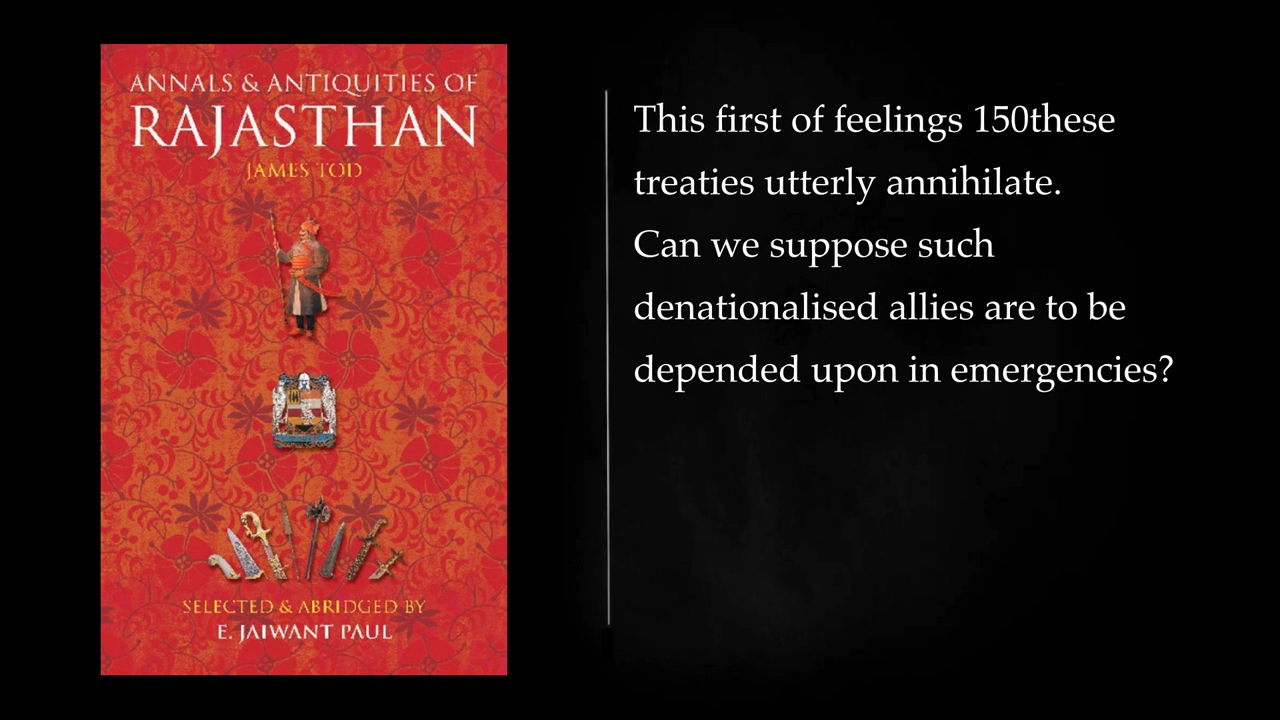 ANNALS & ANTIQUITIES OF
RAJASTHAN
JAMES TOD
SELECTED & ABRIDGED BY
E. JAIWANT PAUL
This first of feelings 150these
treaties utterly annihilate.
Can we suppose such
denationalised allies are to be
depended upon in emergencies?